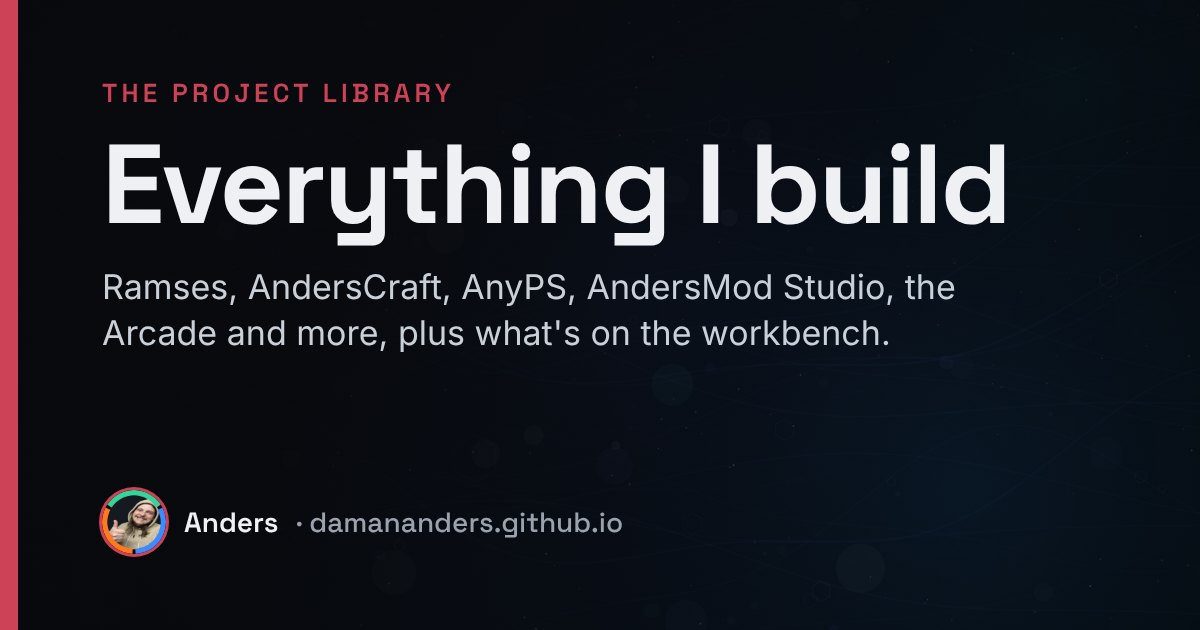 THE PROJECT LIBRARY
Everything I build
Ramses, AndersCraft, AnyPS, AndersMod Studio, the
Arcade and more, plus what's on the workbench.
Anders · damananders.github.io